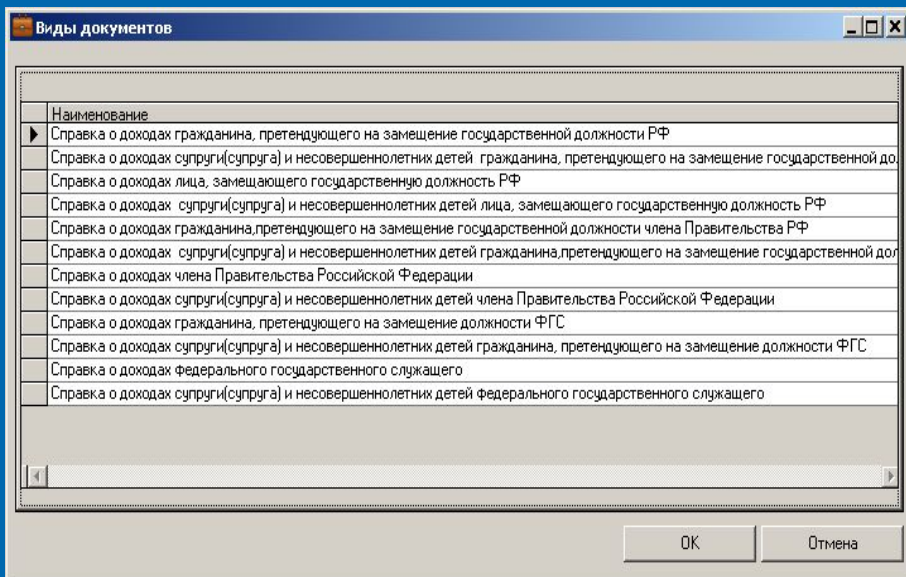 Виды документов
Наименование
Справка о доходах гражданина, претендующего на замещение государственной должности РФ
Справка о доходах супруги(супруга) и несовершеннолетних детей  гражданина, претендующего на замещение государственной до
Справка о доходах лица, замещающего государственную должность РФ
Справка о доходах  супруги(супруга) и несовершеннолетних детей лица, замещающего государственную должность РФ
Справка о доходах гражданина,претендующего на замещение государственной должности члена Правительства РФ
Справка о доходах  супруги(супруга) и несовершеннолетних детей гражданина,претендующего на замещение государственной дол
Справка о доходах члена Правительства Российской Федерации
Справка о доходах супруги(супруга) и несовершеннолетних детей члена Правительства Российской Федерации
Справка о доходах гражданина, претендующего на замещение должности ФГС
Справка о доходах супруги(супруга) и несовершеннолетних детей гражданина, претендующего на замещение должности ФГС
Справка о доходах федерального государственного служащего
Справка о доходах супруги(супруга) и несовершеннолетних детей федерального государственного служащего
OK
Отмена